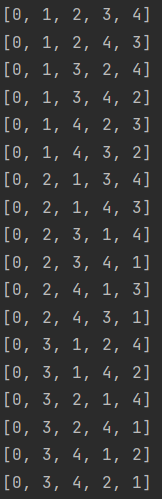 [0, 1, 2, 3, 4]
[0, 1, 2, 4, 3]
[0, 1, 3, 2, 4]
[0, 1, 3, 4, 2]
[0, 1, 4, 2, 3]
[0, 1, 4, 3, 2]
[0, 2, 1, 3, 4]
[0, 2, 1, 4, 3]
[0, 2, 3, 1, 4]
[0, 2, 3, 4, 1]
[0, 2, 4, 1, 3]
[0, 2, 4, 3, 1]
[0, 3, 1, 2, 4]
[0, 3, 1, 4, 2]
[0, 3, 2, 1, 4]
[0, 3, 2, 4, 1]
[0, 3, 4, 1, 2]
[0, 3, 4, 2, 1]